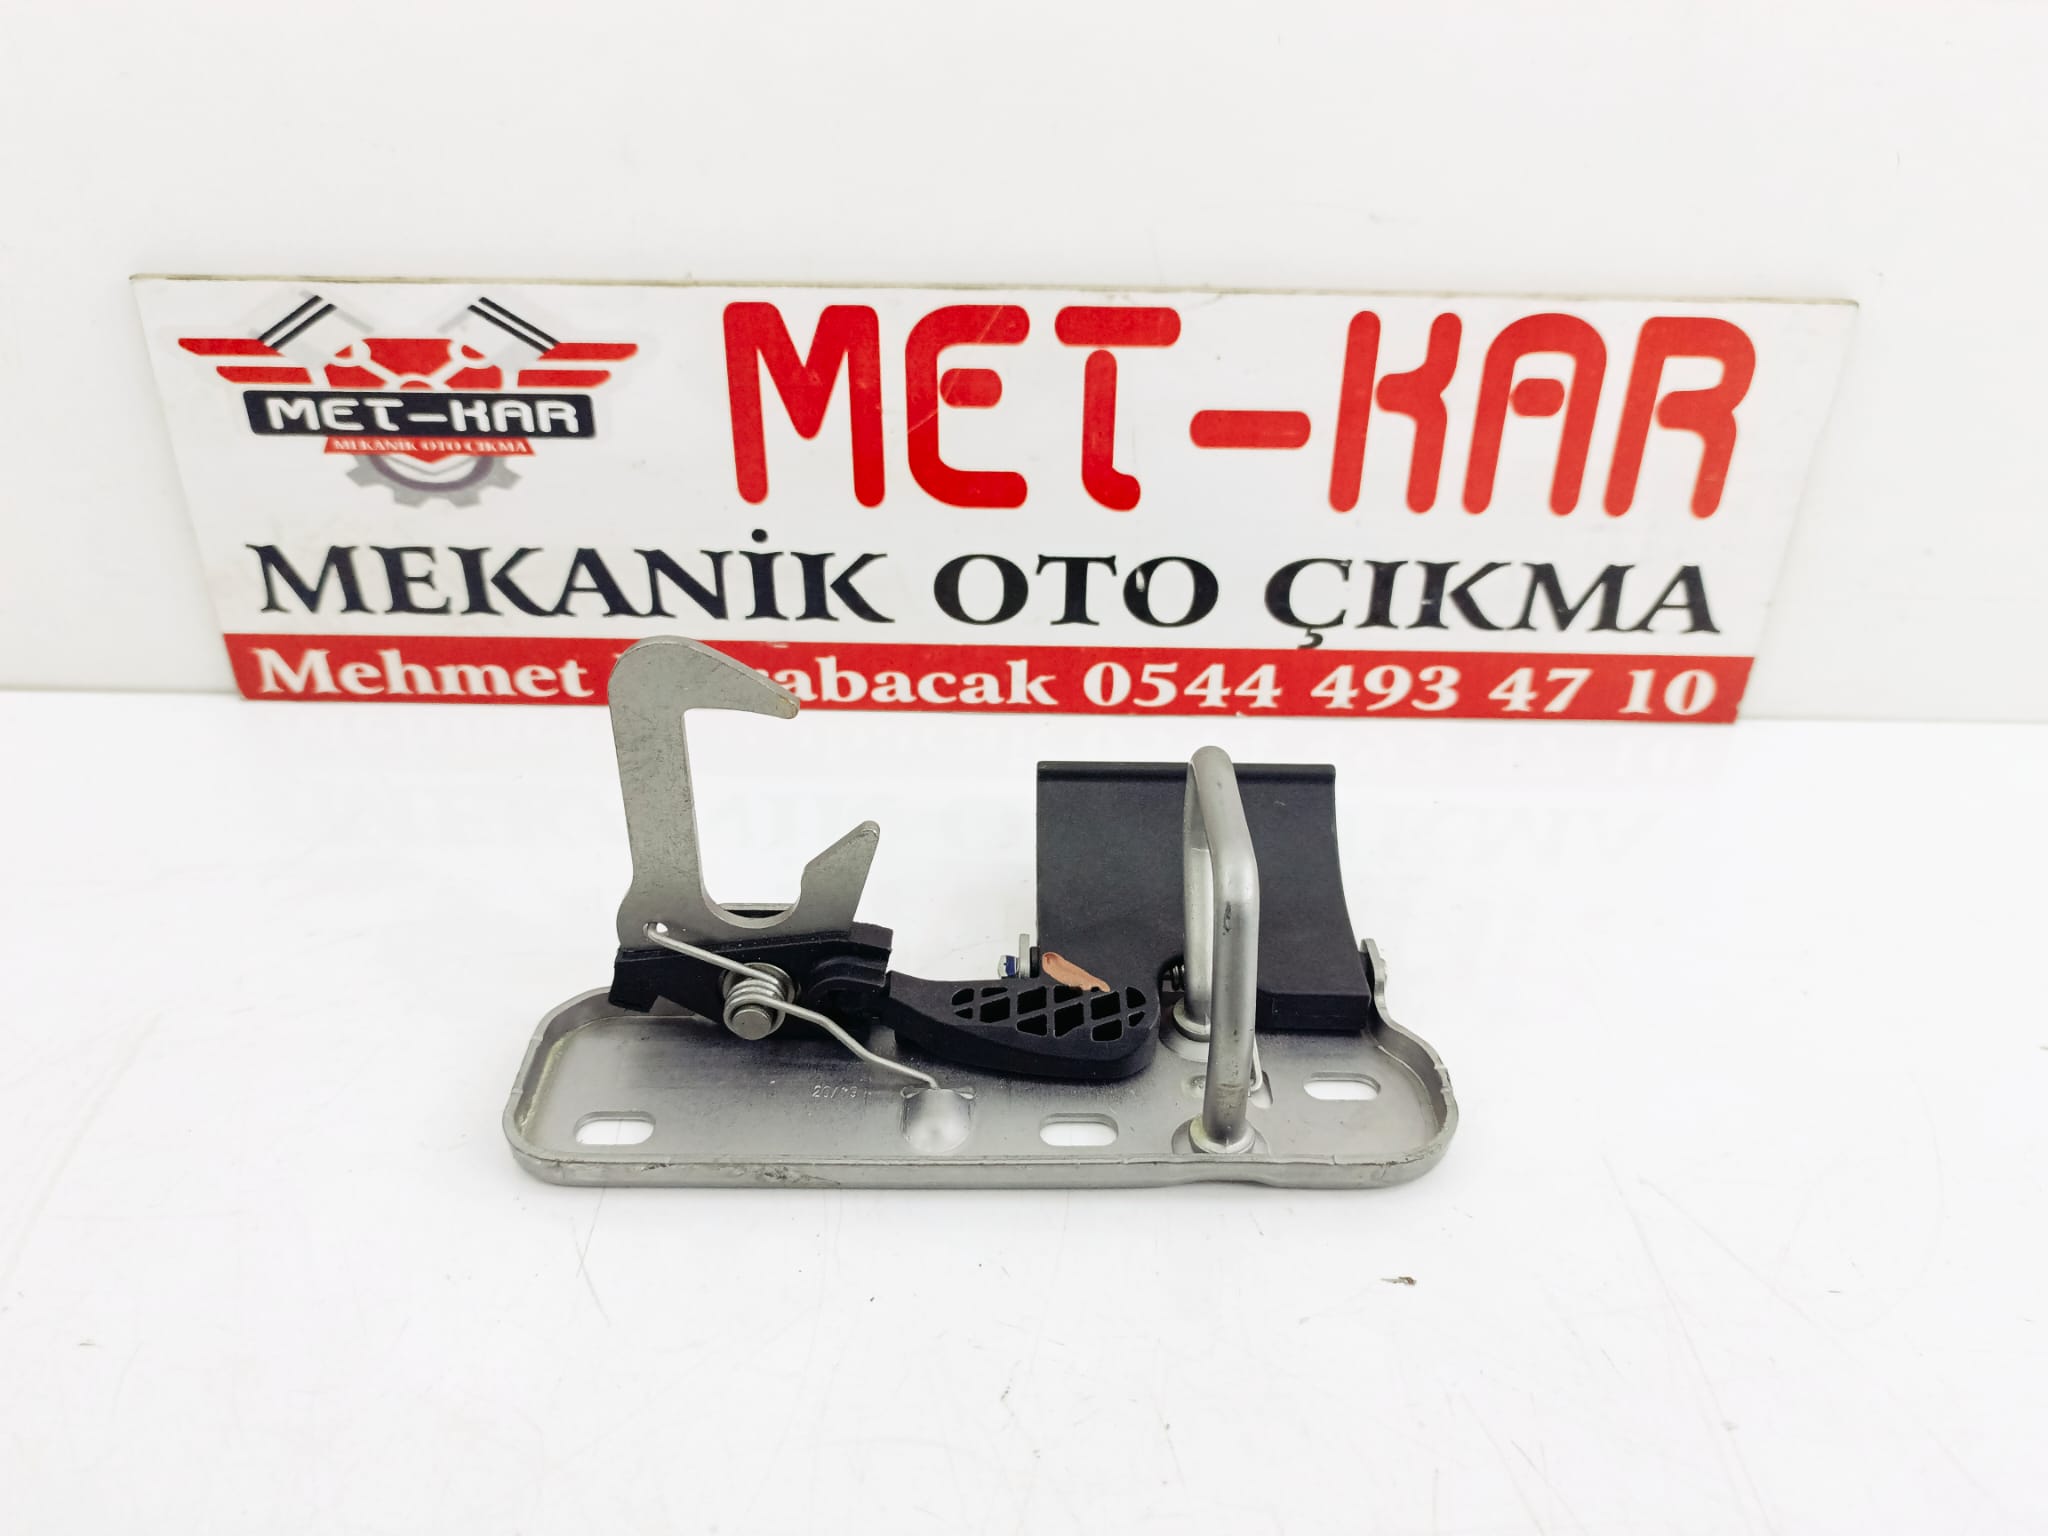 MET-KAR
MEKANİK OTO ÇIKMA
MET-KAR
MEKANİK OTO ÇIKMA
Mehmet 0544 493 47 10